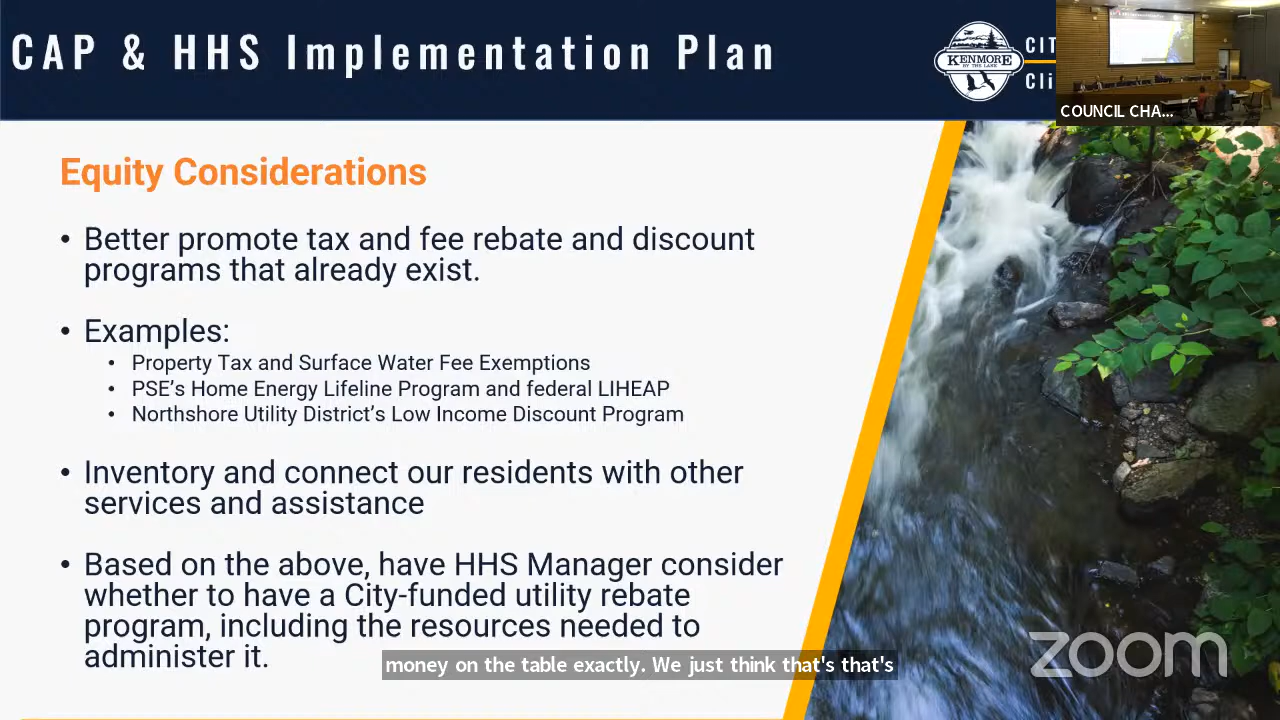 CAP & HHS Implementation Plan
KENMORE
BY THE LAKE
CIT
Cli
COUNCIL CHA...
Equity Considerations
• Better promote tax and fee rebate and discount
programs that already exist.
• Examples:
• Property Tax and Surface Water Fee Exemptions
• PSE's Home Energy Lifeline Program and federal LIHEAP
• Northshore Utility District's Low Income Discount Program
• Inventory and connect our residents with other
services and assistance
• Based on the above, have HHS Manager consider
whether to have a City-funded utility rebate
program, including the resources needed to
administer it.
money on the table exactly. We just think that's that's
zoom